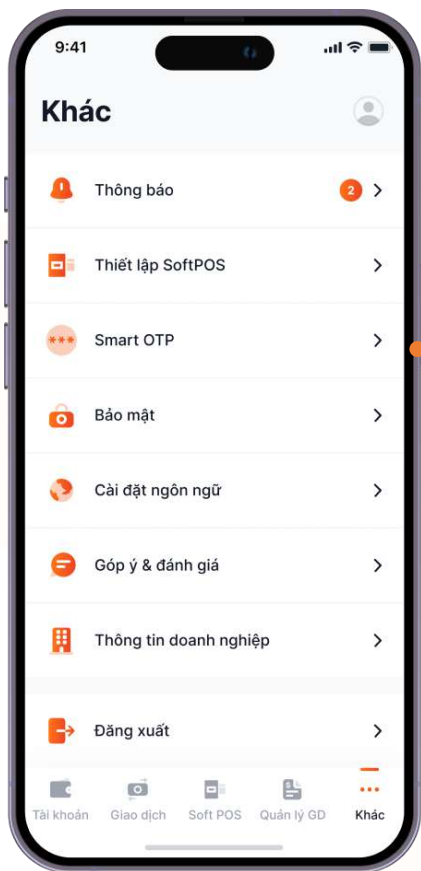 9:41
Khác
Thông báo
2
Thiết lập SoftPOS
***
Smart OTP
Bảo mật
Cài đặt ngôn ngữ
Góp ý & đánh giá
Thông tin doanh nghiệp
Đăng xuất
Tài khoản Giao dịch Soft POS Quản lý GD Khác